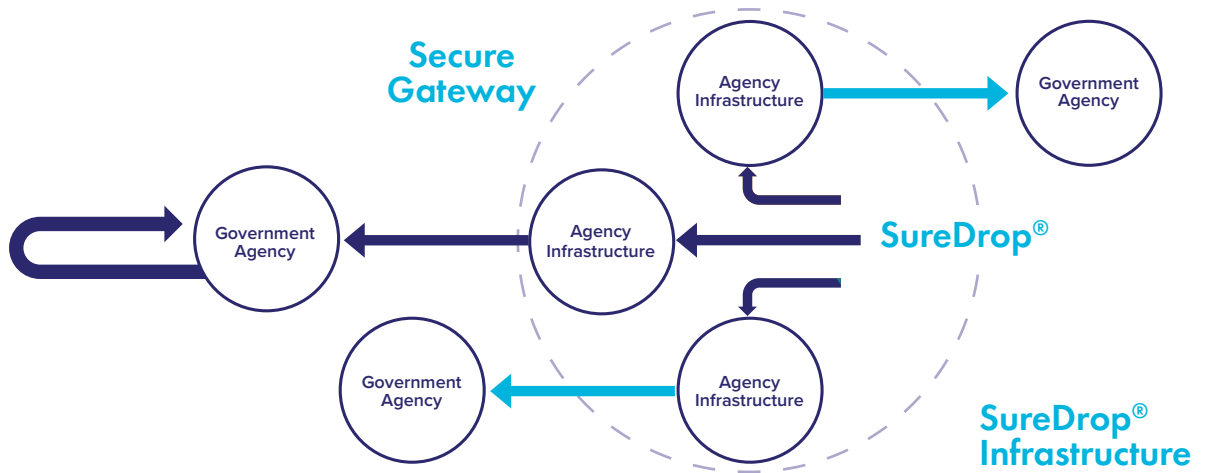 Secure
Gateway
Agency
Infrastructure
Government
Agency
Government
Agency
Agency
Infrastructure
SureDrop®
Government
Agency
Agency
Infrastructure
SureDrop®
Infrastructure